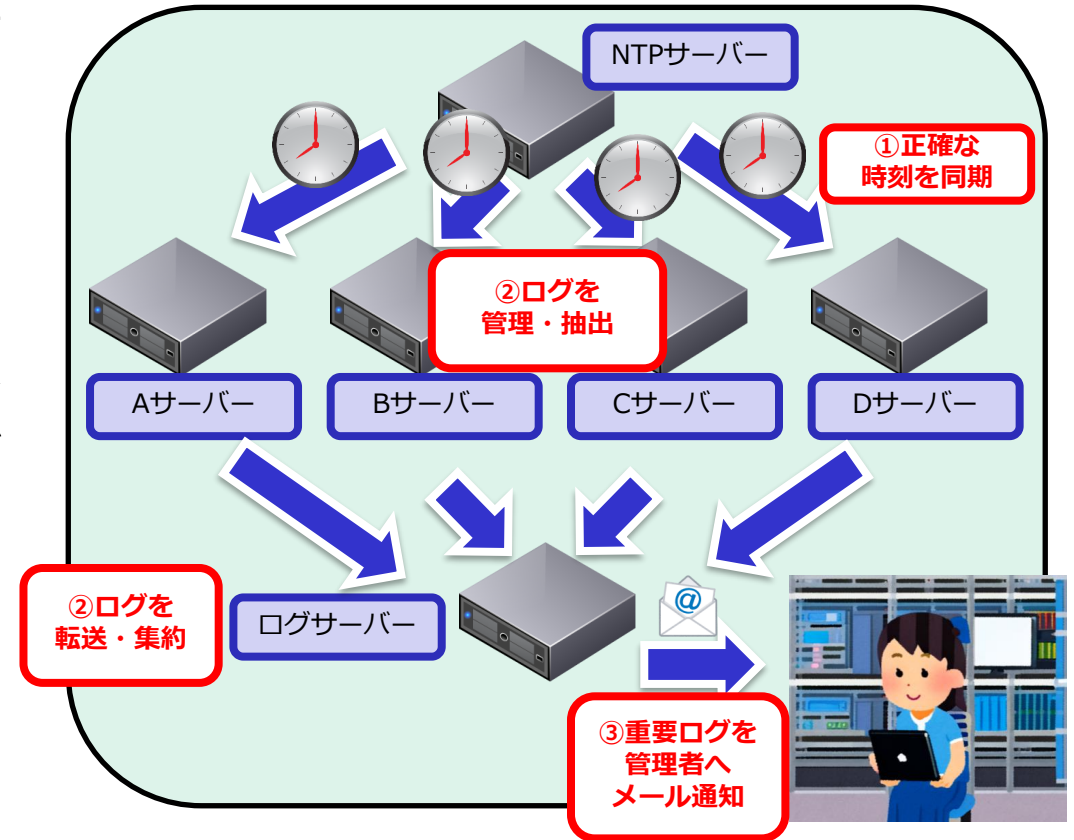 NTPサーバー
①正確な
時刻を同期
②ログを
管理・抽出
Aサーバー
Bサーバー
Cサーバー
Dサーバー
②ログを
転送・集約
ログサーバー
@
③重要ログを
管理者へ
メール通知